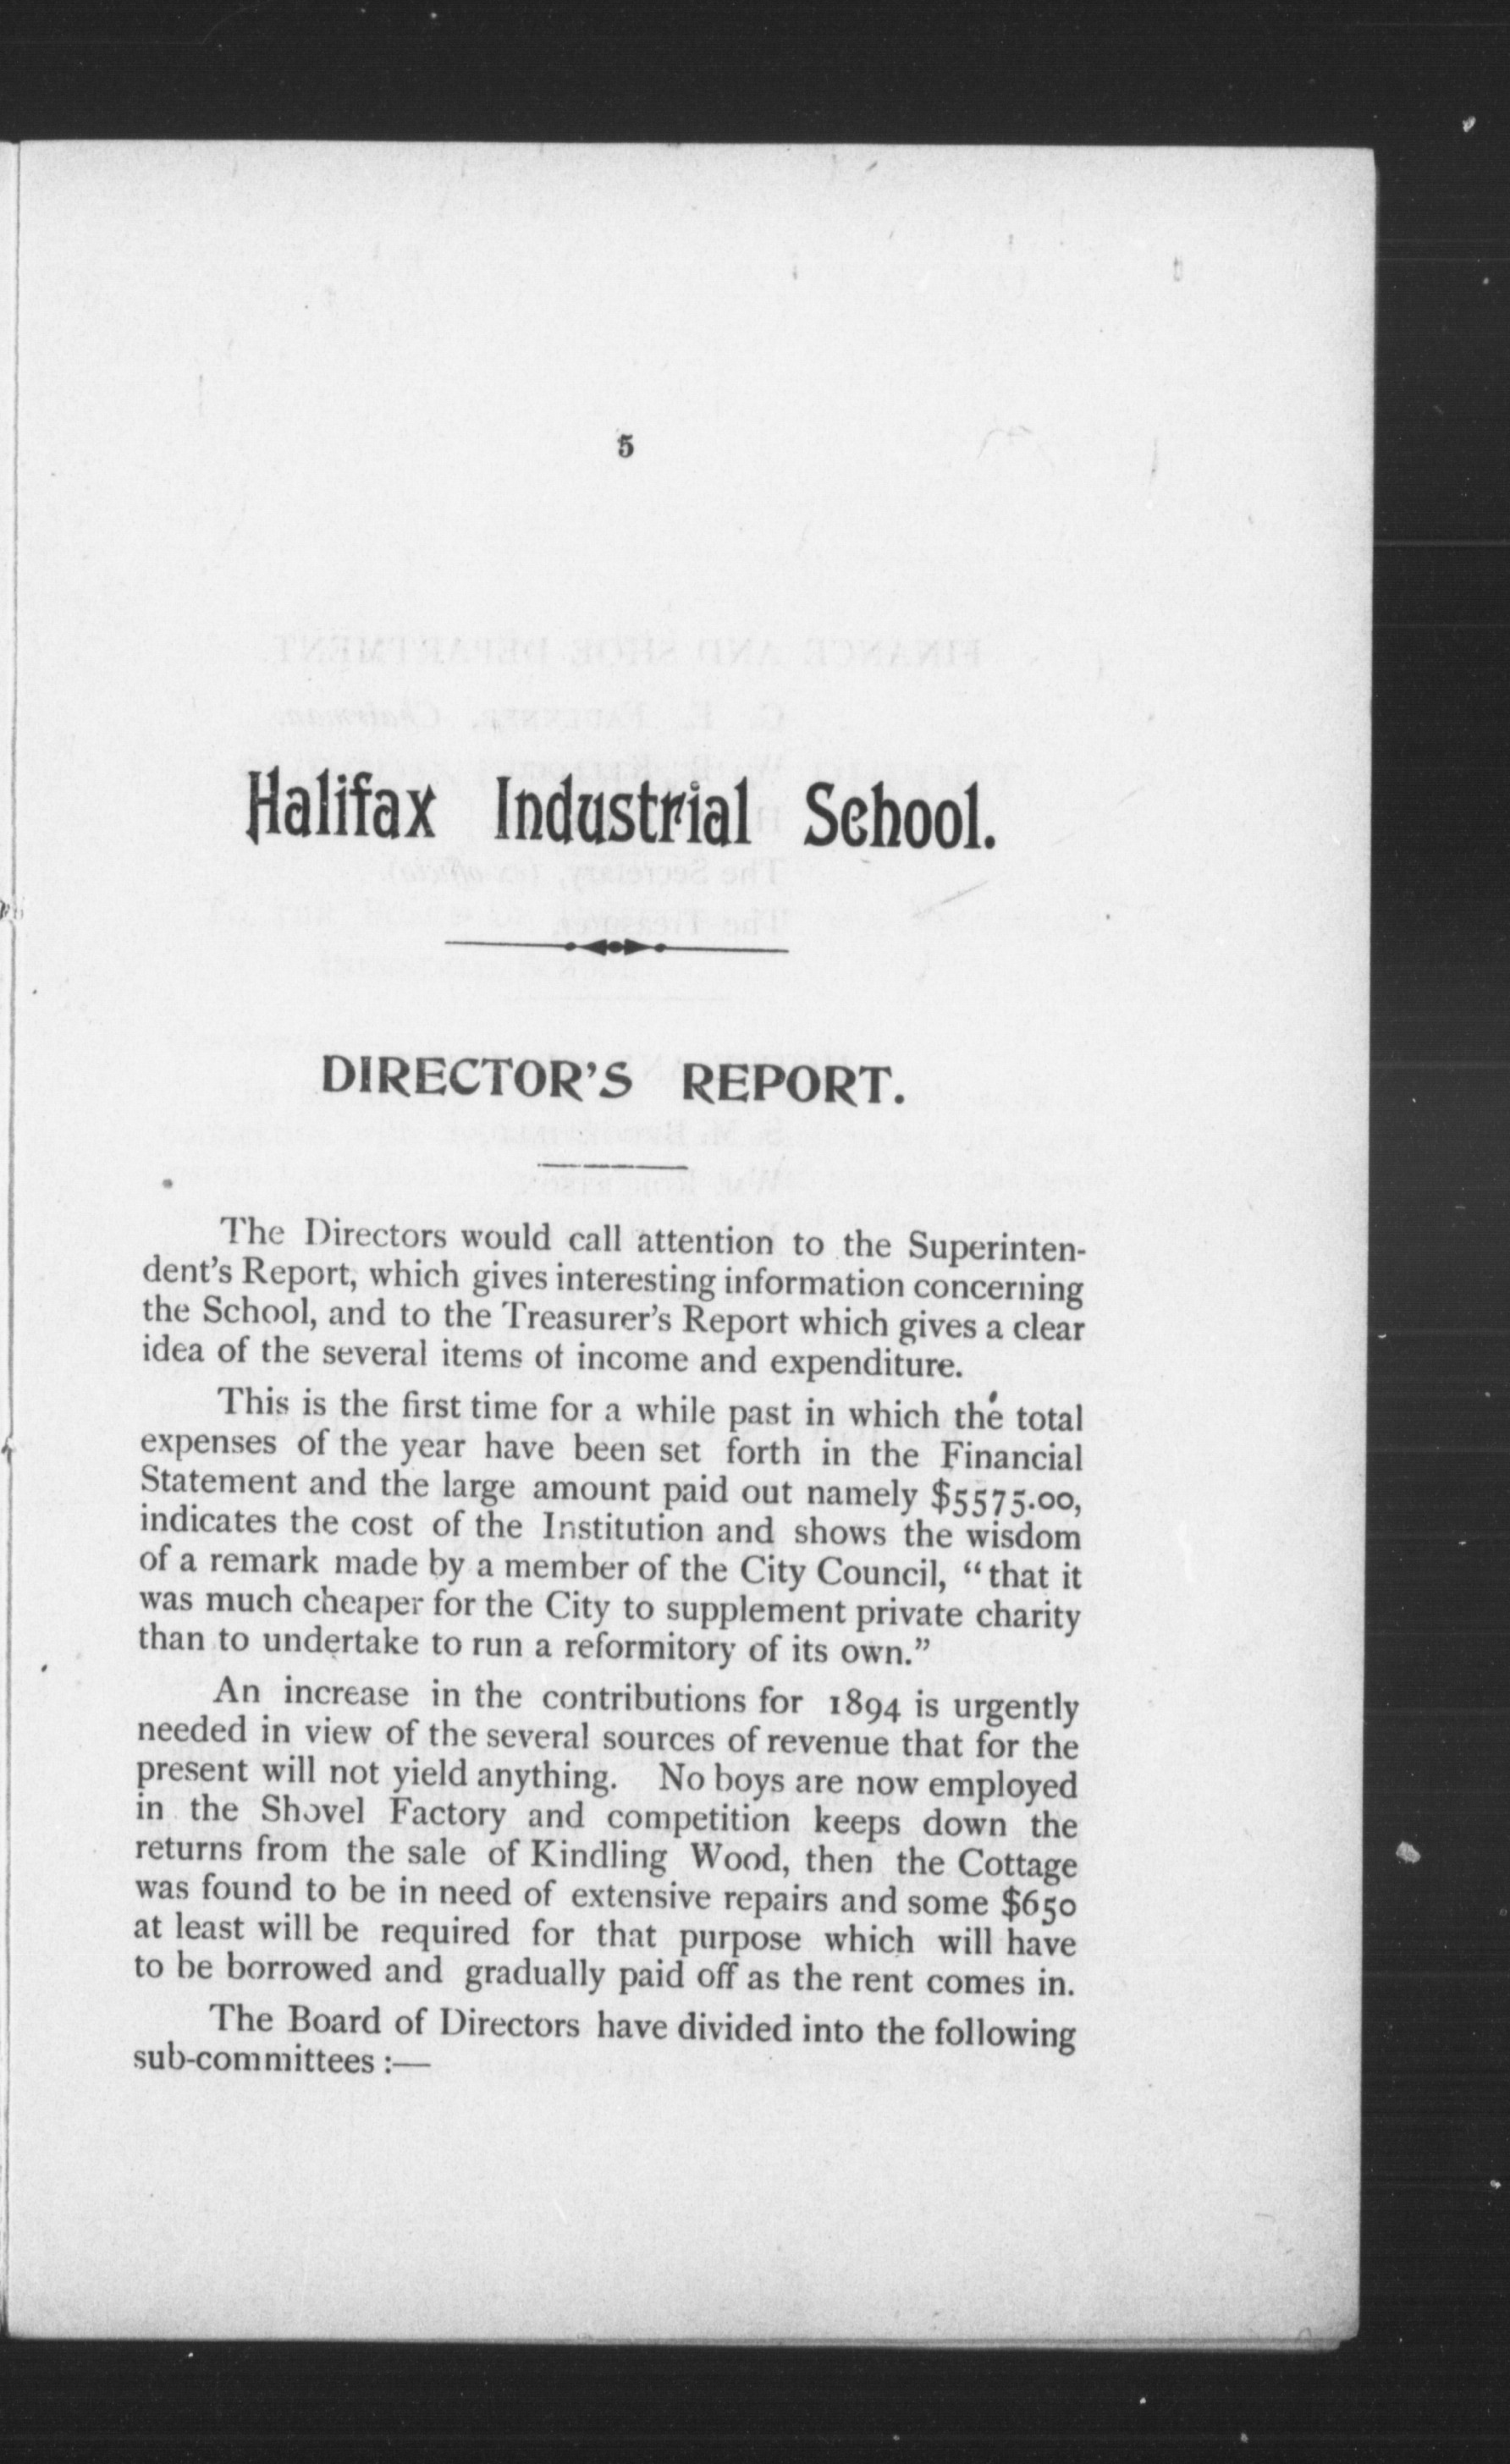 5
Halifax Industrial School.
DIRECTOR'S REPORT.
The Directors would call attention to the Superinten-
dent's Report, which gives interesting information concerning
the School, and to the Treasurer's Report which gives a clear
idea of the several items of income and expenditure.
This is the first time for a while past in which the total
expenses of the year have been set forth in the Financial
Statement and the large amount paid out namely $5575.00,
indicates the cost of the Institution and shows the wisdom
of a remark made by a member of the City Council, "that it
was much cheaper for the City to supplement private charity
than to undertake to run a reformitory of its own."
An increase in the contributions for 1894 is urgently
needed in view of the several sources of revenue that for the
present will not yield anything. No boys are now employed
in the Shovel Factory and competition keeps down the
returns from the sale of Kindling Wood, then the Cottage
was found to be in need of extensive repairs and some $650
at least will be required for that purpose which will have
to be borrowed and gradually paid off as the rent comes in.
The Board of Directors have divided into the following
sub-committees :—